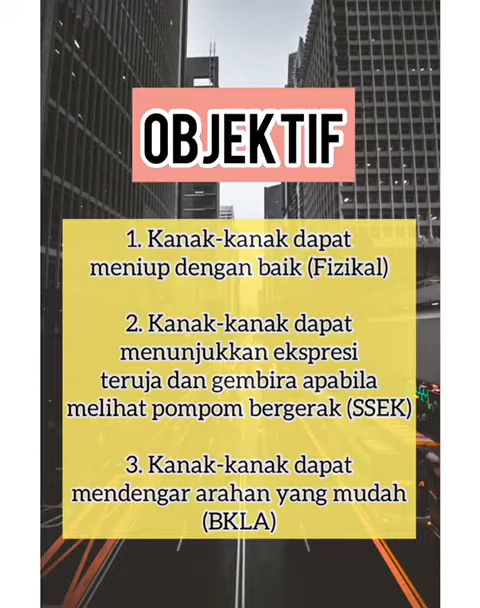 OBJEKTIF
1. Kanak-kanak dapat
meniup dengan baik (Fizikal)
2. Kanak-kanak dapat
menunjukkan ekspresi
teruja dan gembira apabila
melihat pompom bergerak (SSEK)
3. Kanak-kanak dapat
mendengar arahan yang mudah
(BKLA)